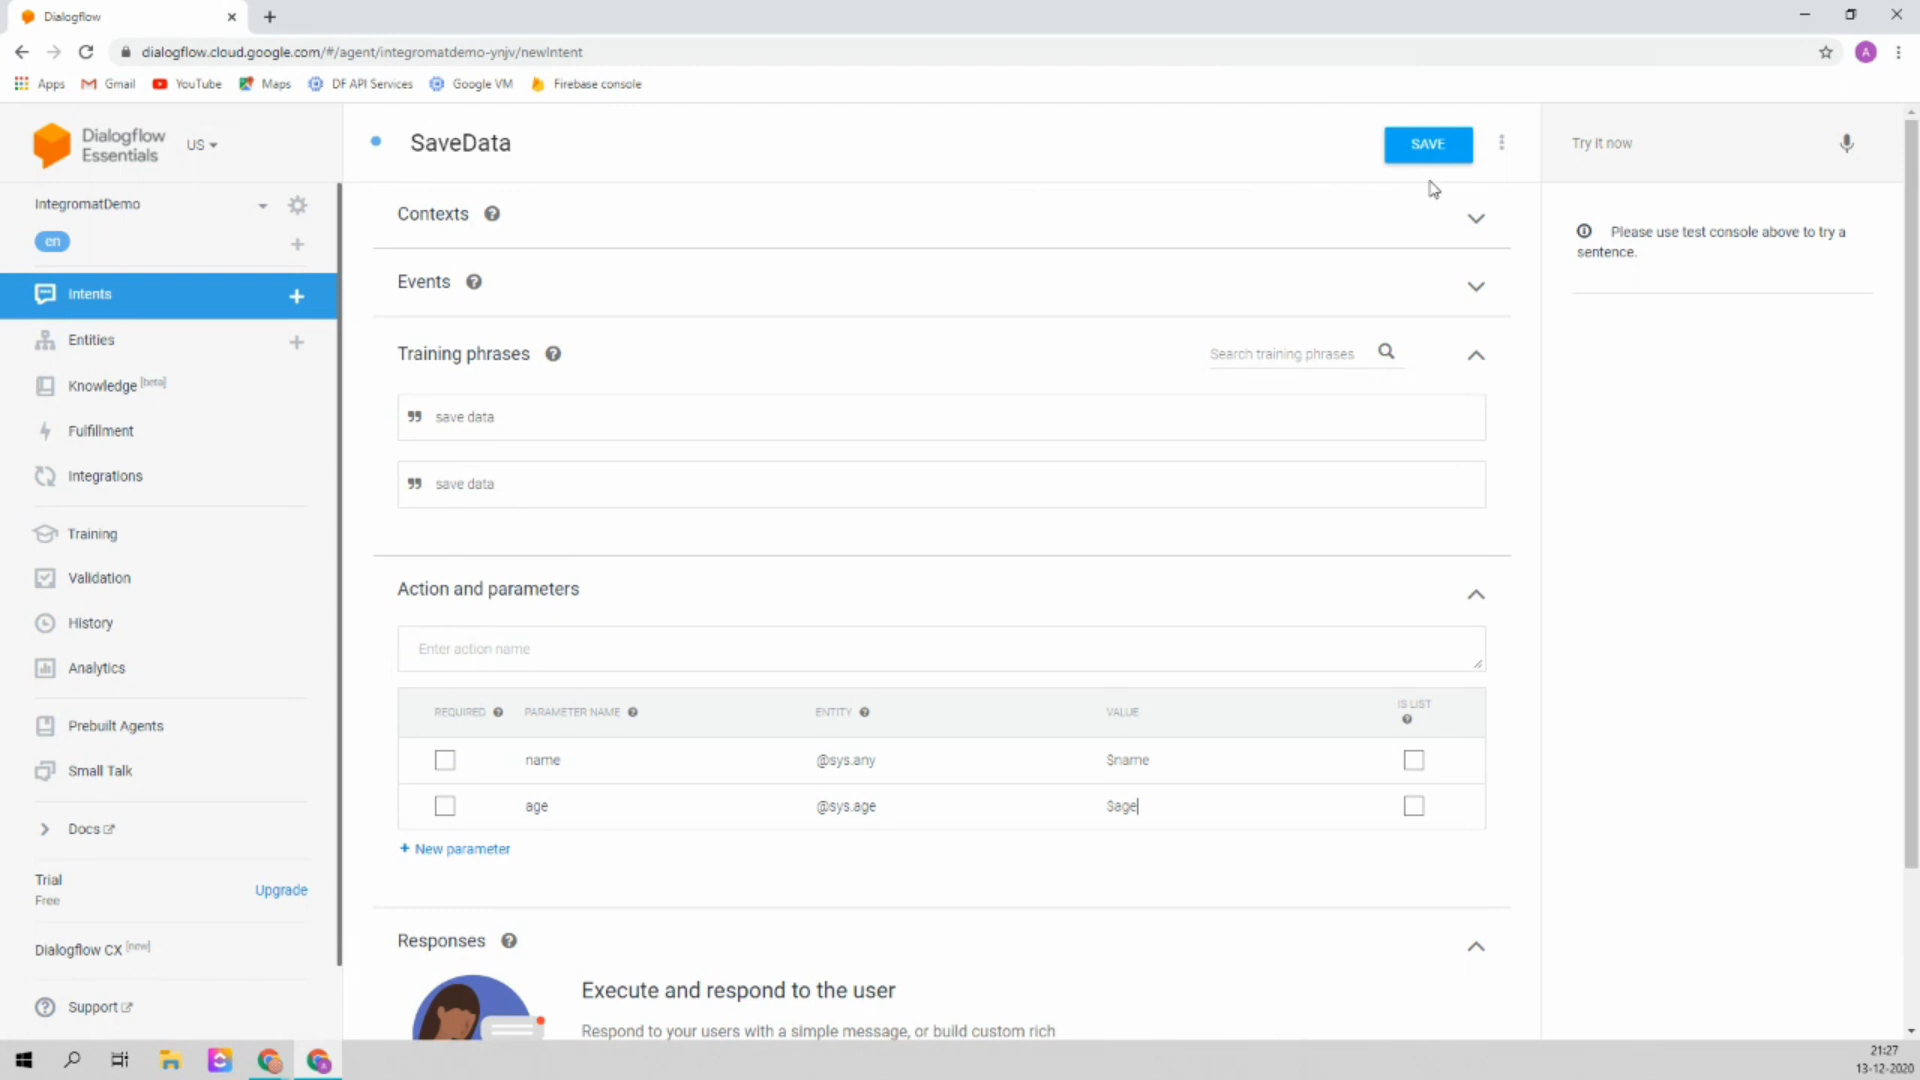 Dialogflow
dialogflow.cloud.google.com/#/agent/integromatdemo-ynjv/newIntent
A
Apps
Gmail
YouTube
Maps
DF API Services
Google VM
Firebase console
Dialogflow
Essentials
US
SaveData
SAVE
Try it now
IntegromatDemo
en
Contexts
Please use test console above to try a
sentence.
Events
Intents
Entities
Training phrases
Search training phrases
Knowledge [beta]
save data
Fulfillment
Integrations
save data
Training
Validation
Action and parameters
History
Enter action name
Analytics
REQUIRED
PARAMETER NAME
ENTITY
VALUE
IS LIST
Prebuilt Agents
name
@sys.any
$name
Small Talk
age
@sys.age
$age
Docs
+ New parameter
Trial
Free
Upgrade
Dialogflow CX [new]
Responses
Execute and respond to the user
Support
Respond to your users with a simple message, or build custom rich
21:27
13-12-2020